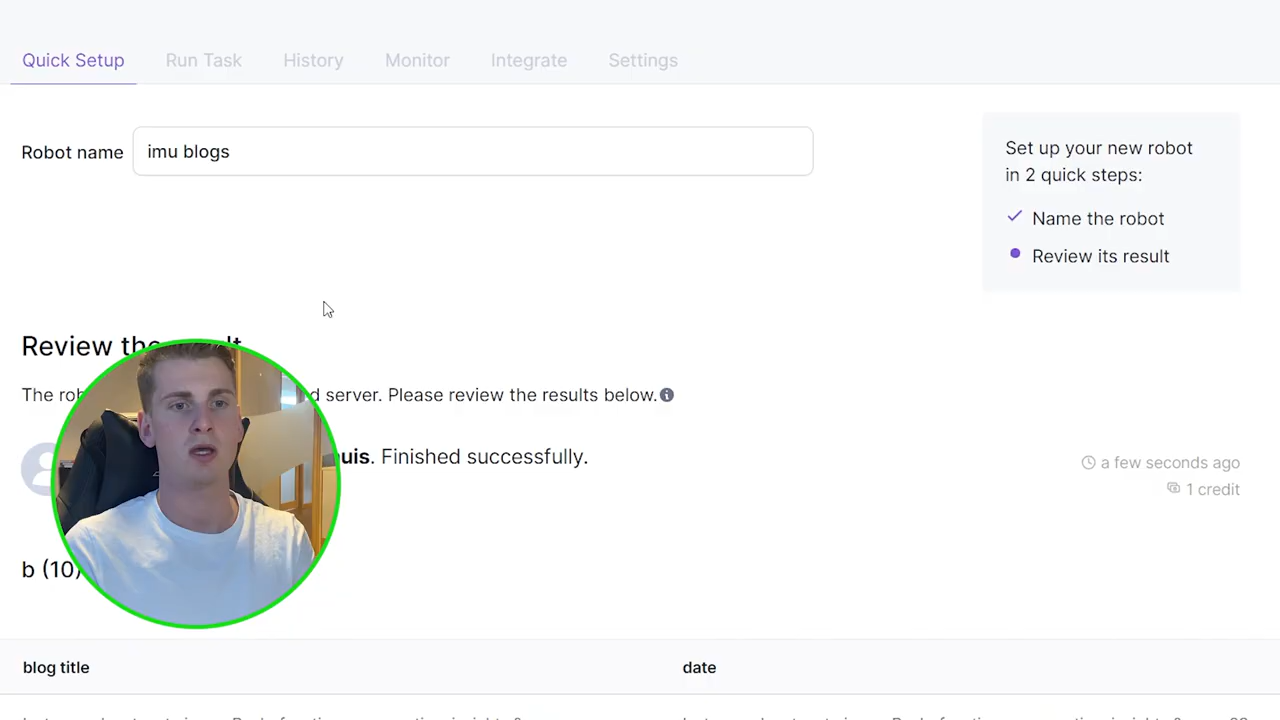 Quick Setup Run Task History Monitor Integrate Settings
Robot name imu blogs
Set up your new robot
in 2 quick steps:
Name the robot
Review its result
Review the
The server. Please review the results below.
Finished successfully.
a few seconds ago
1 credit
b (10)
blog title date